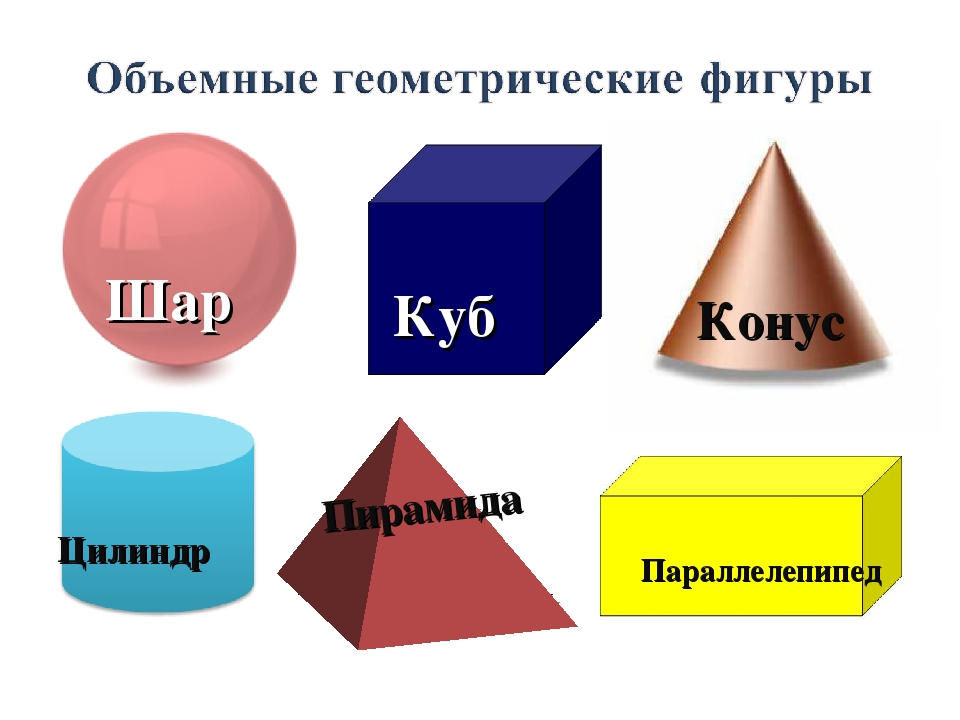 Объемные геометрические фигуры
Шар
Куб
Конус
Цилиндр
Пирамида
Параллелепипед